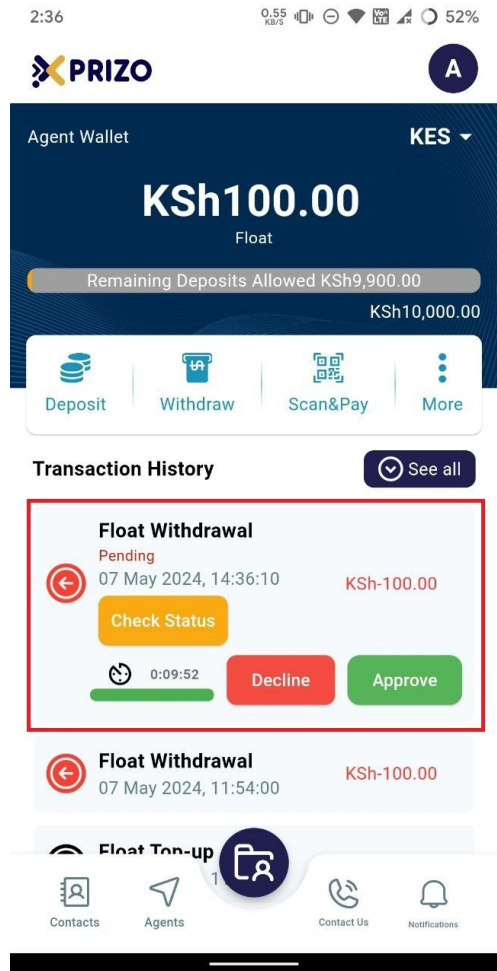 2:36
0.55 KB/S
52%
PRIZO
A
Agent Wallet
KES
KSh100.00
Float
Remaining Deposits Allowed KSh9,900.00
KSh10,000.00
Deposit
Withdraw
Scan&Pay
More
Transaction History
See all
Float Withdrawal
Pending
07 May 2024, 14:36:10
KSh-100.00
Check Status
0:09:52
Decline
Approve
Float Withdrawal
07 May 2024, 11:54:00
KSh-100.00
Float Top-up
Contacts
Agents
Contact Us
Notifications